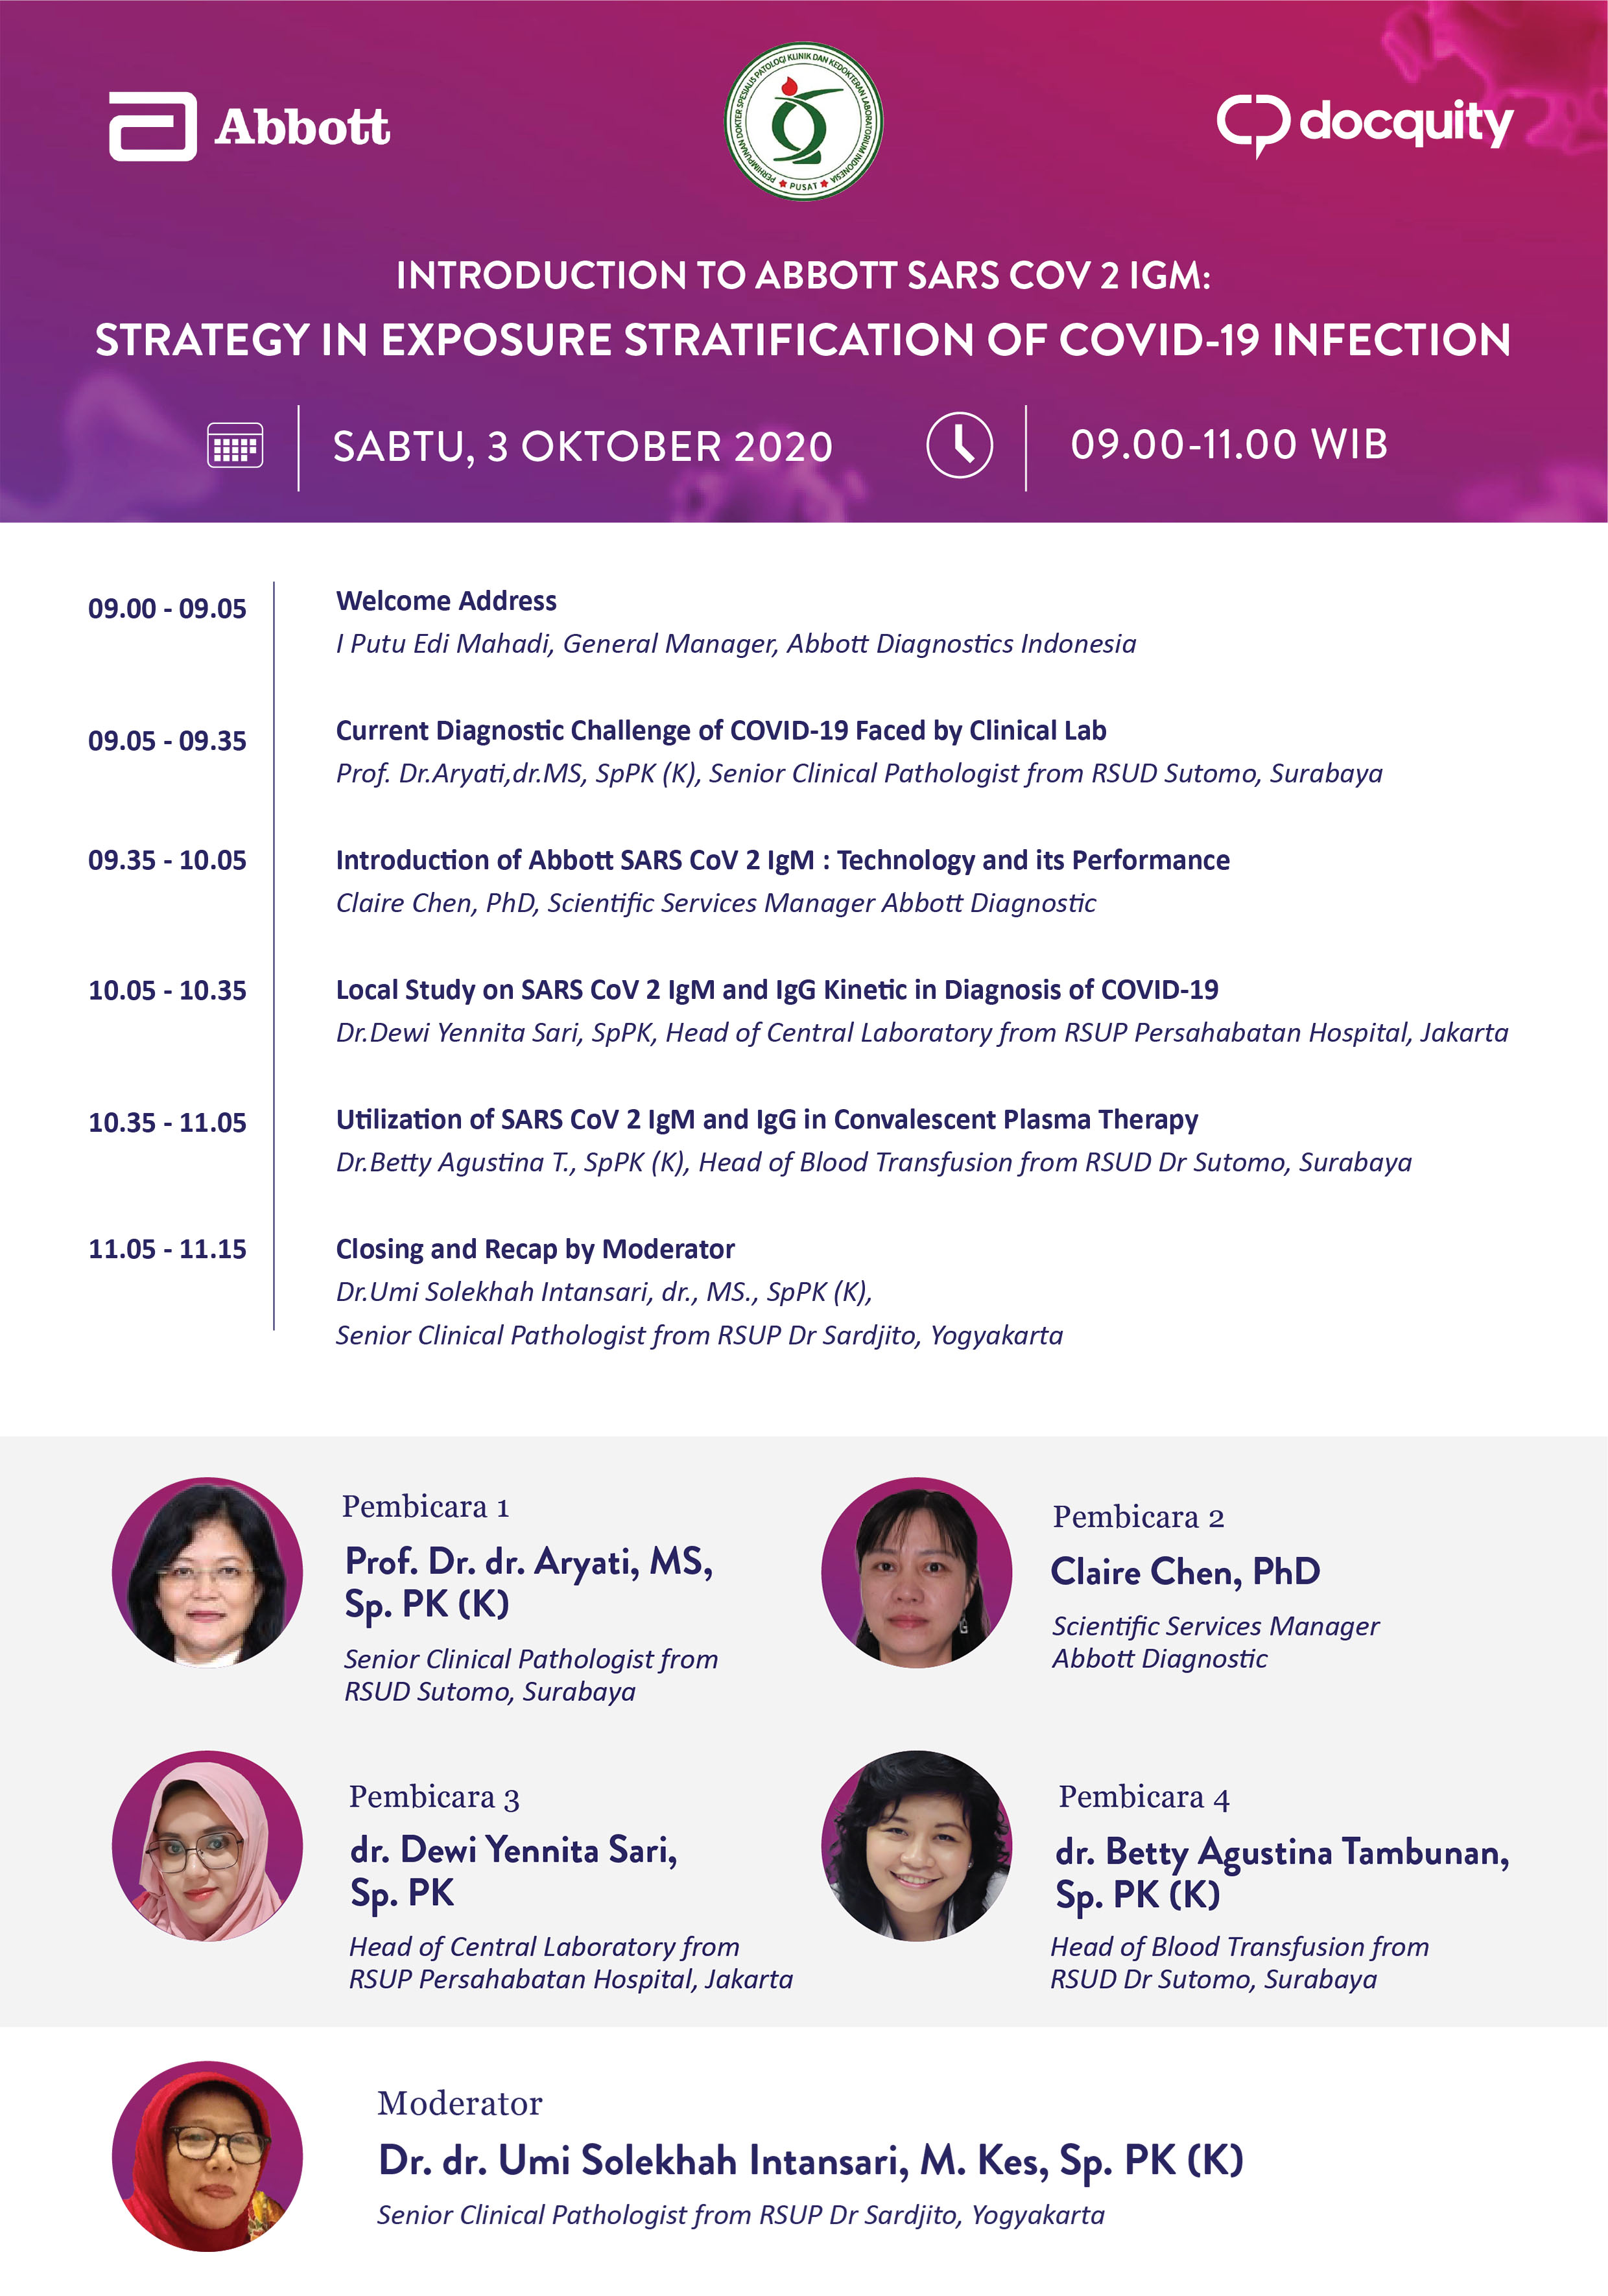 Abbott
PERHIMPUNAN DOKTER SPESIALIS PATOLOGI KLINIK DAN KEDOKTERAN LABORATORIUM INDONESIA
PUSAT
docquity
INTRODUCTION TO ABBOTT SARS COV 2 IGM:
STRATEGY IN EXPOSURE STRATIFICATION OF COVID-19 INFECTION
SABTU, 3 OKTOBER 2020
09.00-11.00 WIB
09.00 - 09.05
Welcome Address
I Putu Edi Mahadi, General Manager, Abbott Diagnostics Indonesia
09.05 - 09.35
Current Diagnostic Challenge of COVID-19 Faced by Clinical Lab
Prof. Dr.Aryati,dr.MS, SpPK (K), Senior Clinical Pathologist from RSUD Sutomo, Surabaya
09.35 - 10.05
Introduction of Abbott SARS CoV 2 IgM : Technology and its Performance
Claire Chen, PhD, Scientific Services Manager Abbott Diagnostic
10.05 - 10.35
Local Study on SARS CoV 2 IgM and IgG Kinetic in Diagnosis of COVID-19
Dr.Dewi Yennita Sari, SpPK, Head of Central Laboratory from RSUP Persahabatan Hospital, Jakarta
10.35 - 11.05
Utilization of SARS CoV 2 IgM and IgG in Convalescent Plasma Therapy
Dr.Betty Agustina T., SpPK (K), Head of Blood Transfusion from RSUD Dr Sutomo, Surabaya
11.05 - 11.15
Closing and Recap by Moderator
Dr.Umi Solekhah Intansari, dr., MS., SpPK (K),
Senior Clinical Pathologist from RSUP Dr Sardjito, Yogyakarta
Pembicara 1
Prof. Dr. dr. Aryati, MS,
Sp. PK (K)
Senior Clinical Pathologist from
RSUD Sutomo, Surabaya
Pembicara 2
Claire Chen, PhD
Scientific Services Manager
Abbott Diagnostic
Pembicara 3
dr. Dewi Yennita Sari,
Sp. PK
Head of Central Laboratory from
RSUP Persahabatan Hospital, Jakarta
Pembicara 4
dr. Betty Agustina Tambunan,
Sp. PK (K)
Head of Blood Transfusion from
RSUD Dr Sutomo, Surabaya
Moderator
Dr. dr. Umi Solekhah Intansari, M. Kes, Sp. PK (K)
Senior Clinical Pathologist from RSUP Dr Sardjito, Yogyakarta